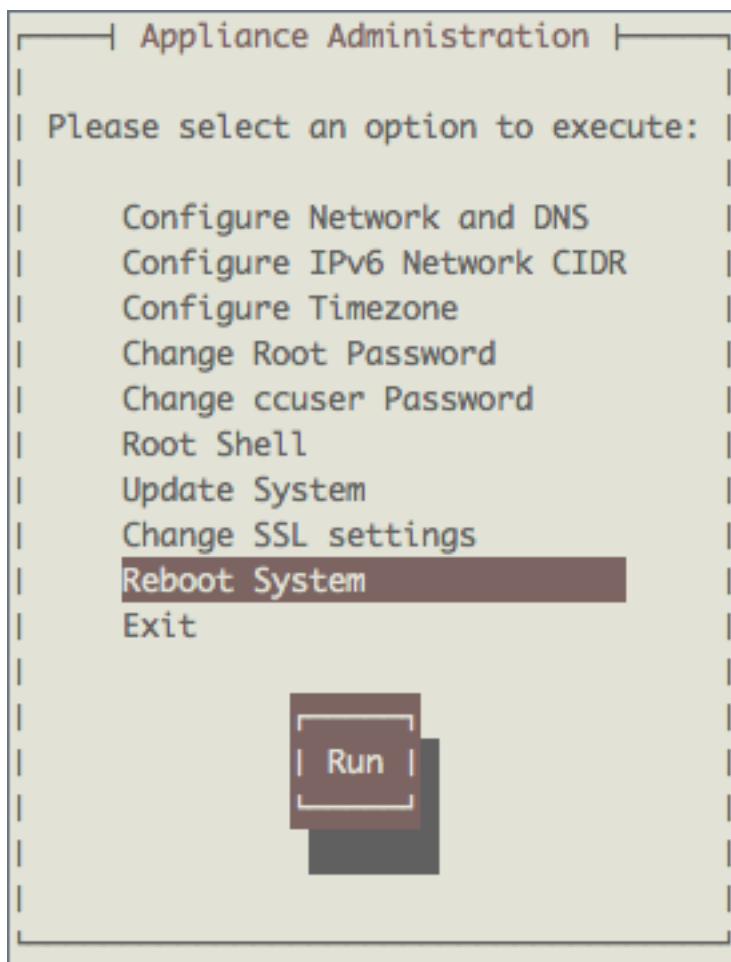 Appliance Administration
Please select an option to execute:
Configure Network and DNS
Configure IPv6 Network CIDR
Configure Timezone
Change Root Password
Change ccuser Password
Root Shell
Update System
Change SSL settings
Reboot System
Exit
Run